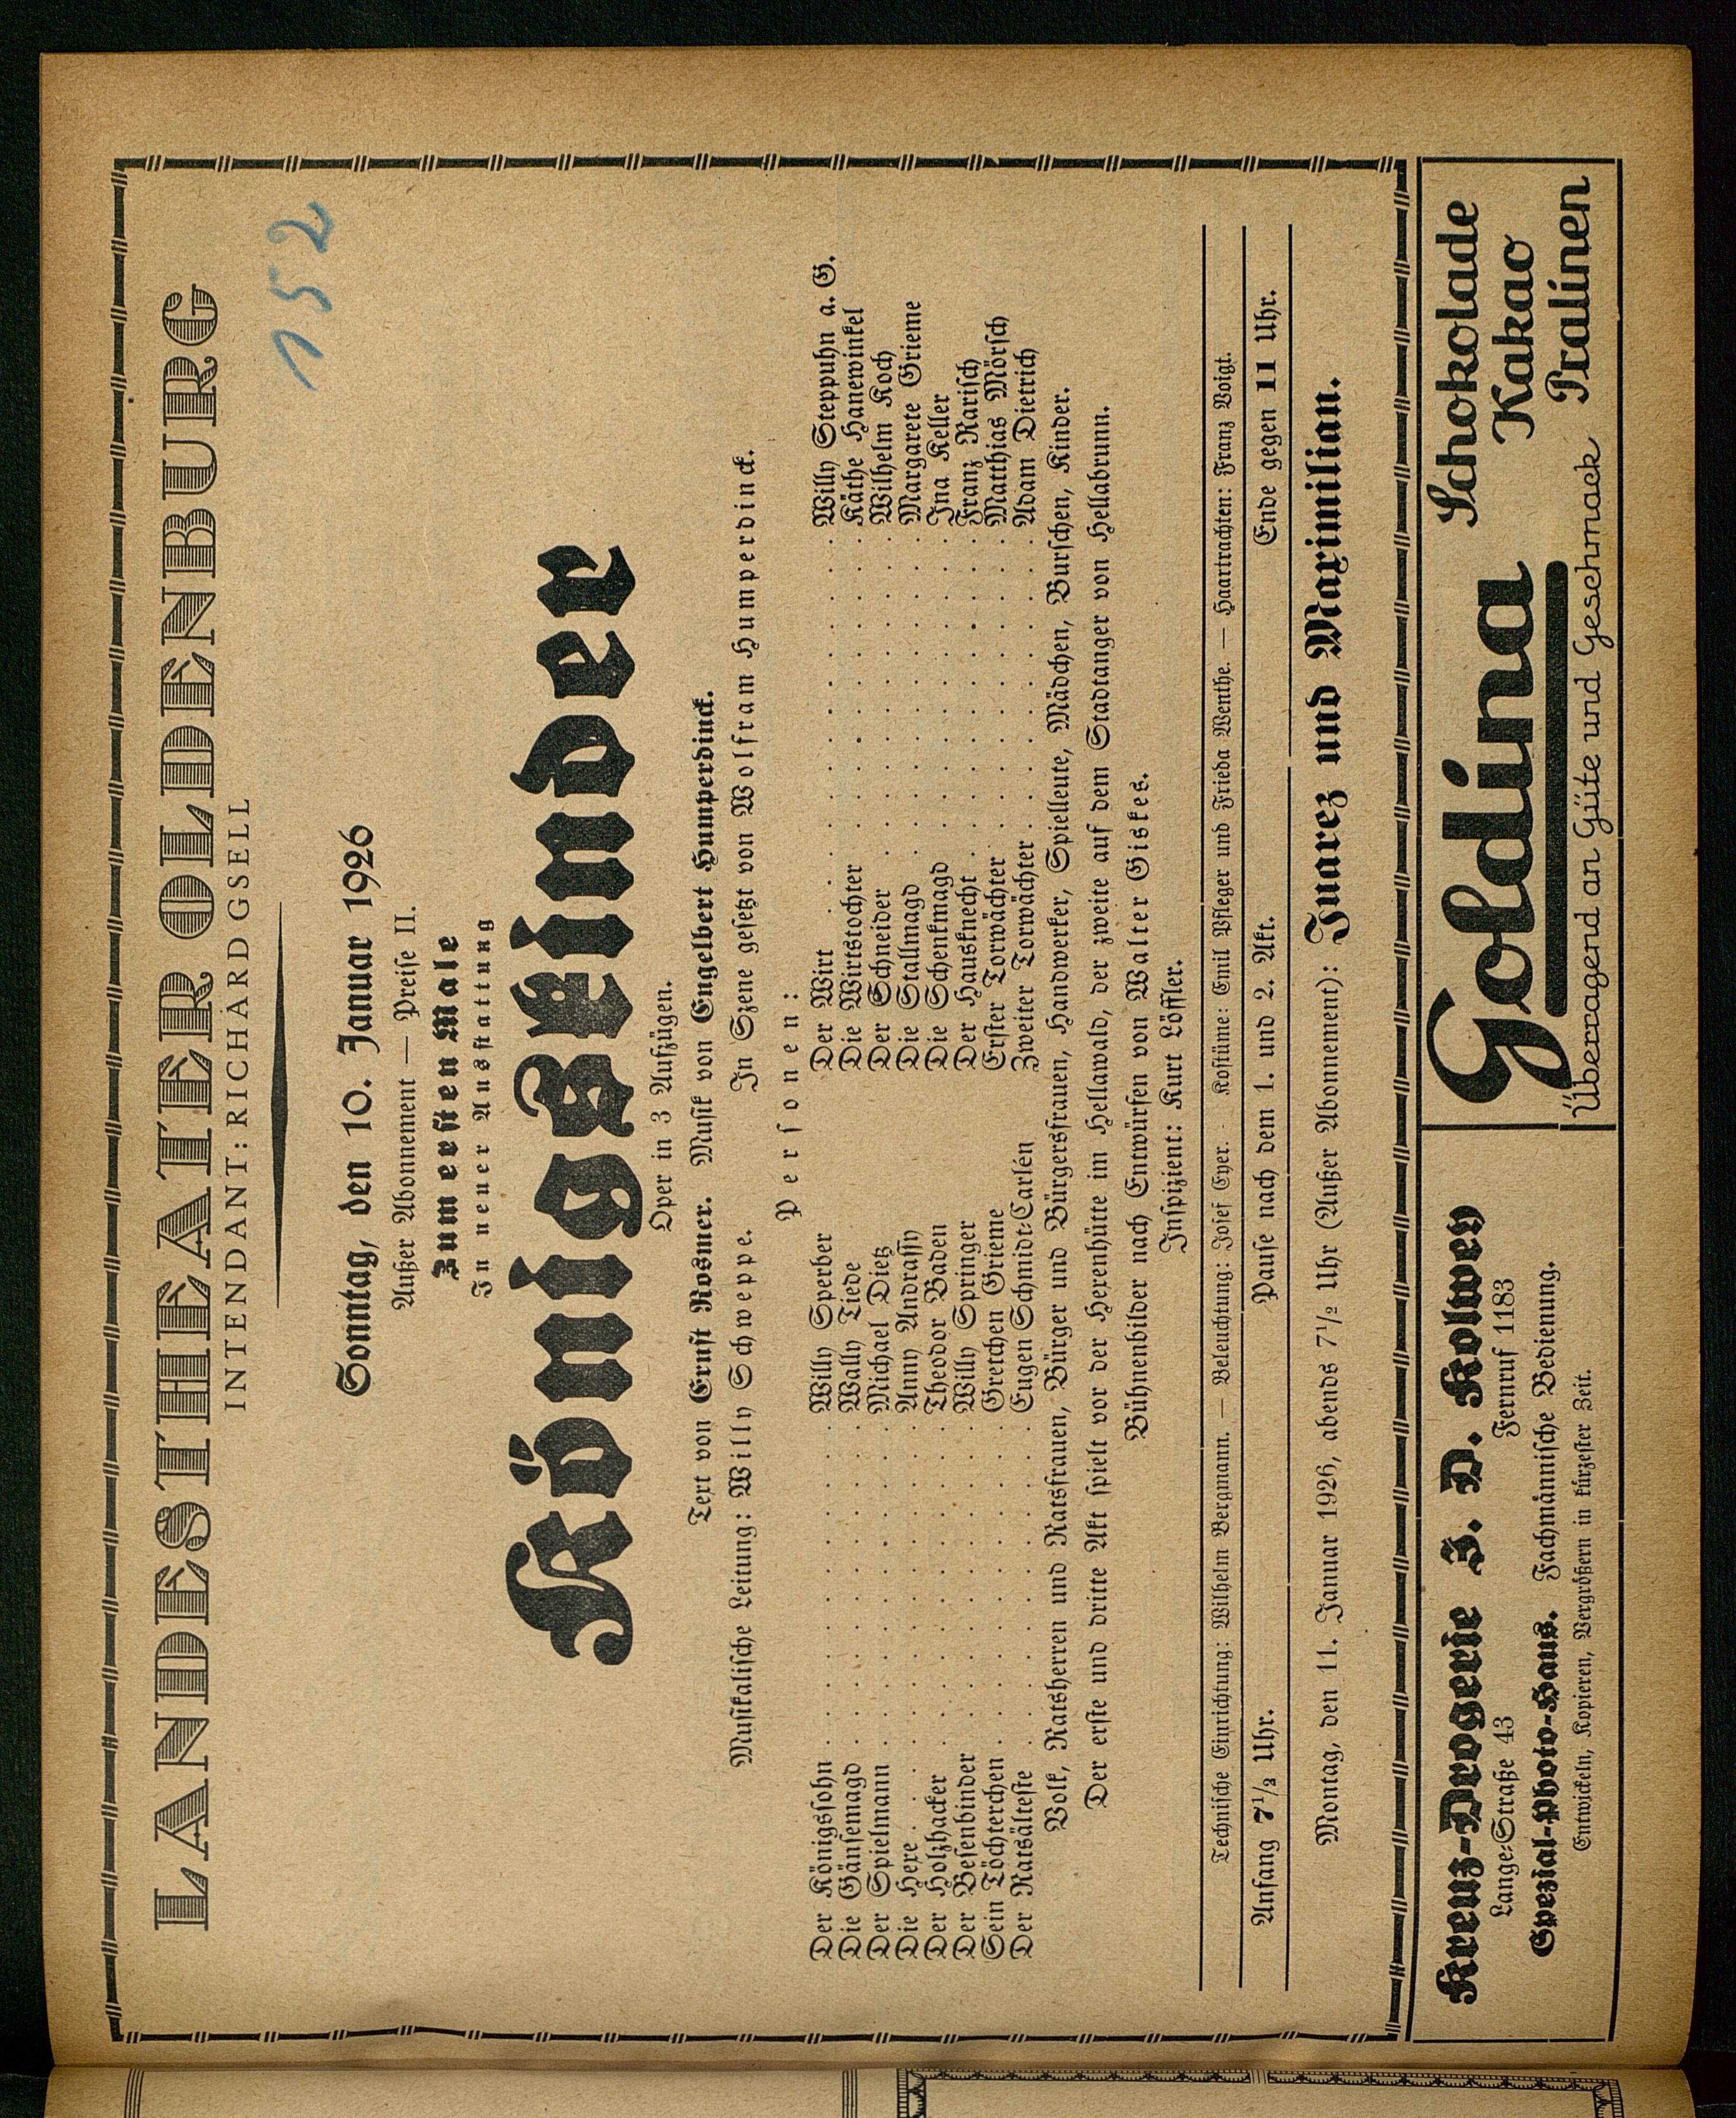 LANDESTHEATER OLDENBURG
INTENDANT: RICHARD GSELL
152
Sonntag, den 10. Januar 1926
Außer Abonnement — Preise II.
Zum ersten Male
In neuer Ausstattung
Königskinder
Oper in 3 Aufzügen.
Text von Ernst Rosmer. Musik von Engelbert Humperdinck.
Musikalische Leitung: Willy Schweppe. In Szene gesetzt von Wolfram Humperdinck.
Personen:
Der Königssohn . . . . . Willy Sperber
Die Gänsemagd . . . . . Wally Tiede
Der Spielmann . . . . . Michael Dietz
Die Hexe . . . . . . Anny Andrassy
Der Holzhacker . . . . . Theodor Baden
Der Besenbinder . . . . . Willy Springer
Sein Töchterchen . . . . . Gretchen Grieme
Der Ratsälteste . . . . . Eugen Schmidt-Carlén
Der Wirt . . . . . . Willy Steppuhn a. G.
Die Wirtstochter . . . . . Käthe Hanewinkel
Der Schneider . . . . . Wilhelm Koch
Die Stallmagd . . . . . Margarete Grieme
Die Schenkmagd . . . . . Ina Keller
Der Hausknecht . . . . . Franz Rarisch
Erster Torwächter . . . . . Matthias Mörsch
Zweiter Torwächter . . . . . Adam Dietrich
Volk, Ratsherren und Ratsfrauen, Bürger und Bürgersfrauen, Handwerker, Spielleute, Mädchen, Burschen, Kinder.
Der erste und dritte Akt spielt vor der Hexenhütte im Hellawald, der zweite auf dem Stadtanger von Hellabrunn.
Bühnenbilder nach Entwürfen von Walter Giskes.
Inspizient: Kurt Löffler.
Technische Einrichtung: Wilhelm Bergmann. — Beleuchtung: Josef Eyer. - Kostüme: Emil Pfleger und Frieda Menthe. — Haartrachten: Franz Voigt.
Anfang 7½ Uhr. Pause nach dem 1. und 2. Akt. Ende gegen 11 Uhr.
Montag, den 11. Januar 1926, abends 7½ Uhr (Außer Abonnement): Juarez und Maximilian.
Kreuz-Drogerie J. D. Kolwey
Lange-Straße 43 Fernruf 1183
Spezial-Photo-Haus. Fachmännische Bedienung.
Entwickeln, Kopieren, Vergrößern in kürzester Zeit.
Goldina
Schokolade
Kakao
Pralinen
Überragend an Güte und Geschmack